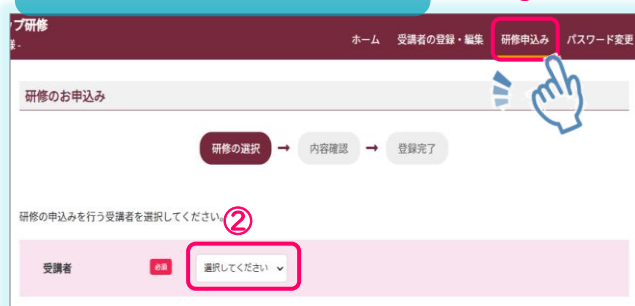 プ研修
様 -
ホーム 受講者の登録・編集 研修申込み パスワード変更
研修のお申込み
研修の選択 → 内容確認 → 登録完了
研修の申込みを行う受講者を選択してください。
②
受講者 必須 選択してください